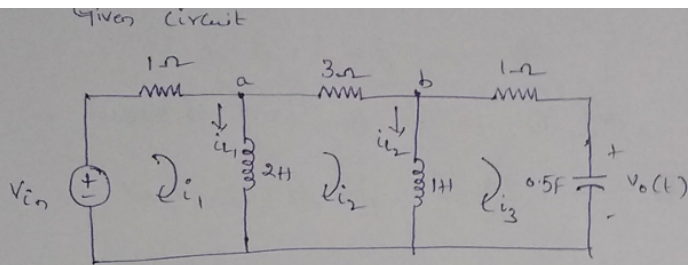 Given Circuit
1Ω a 3Ω b 1Ω
iL1 iL2
Vin + - i1 2H i2 1H i3 0.5F + Vo(t) -